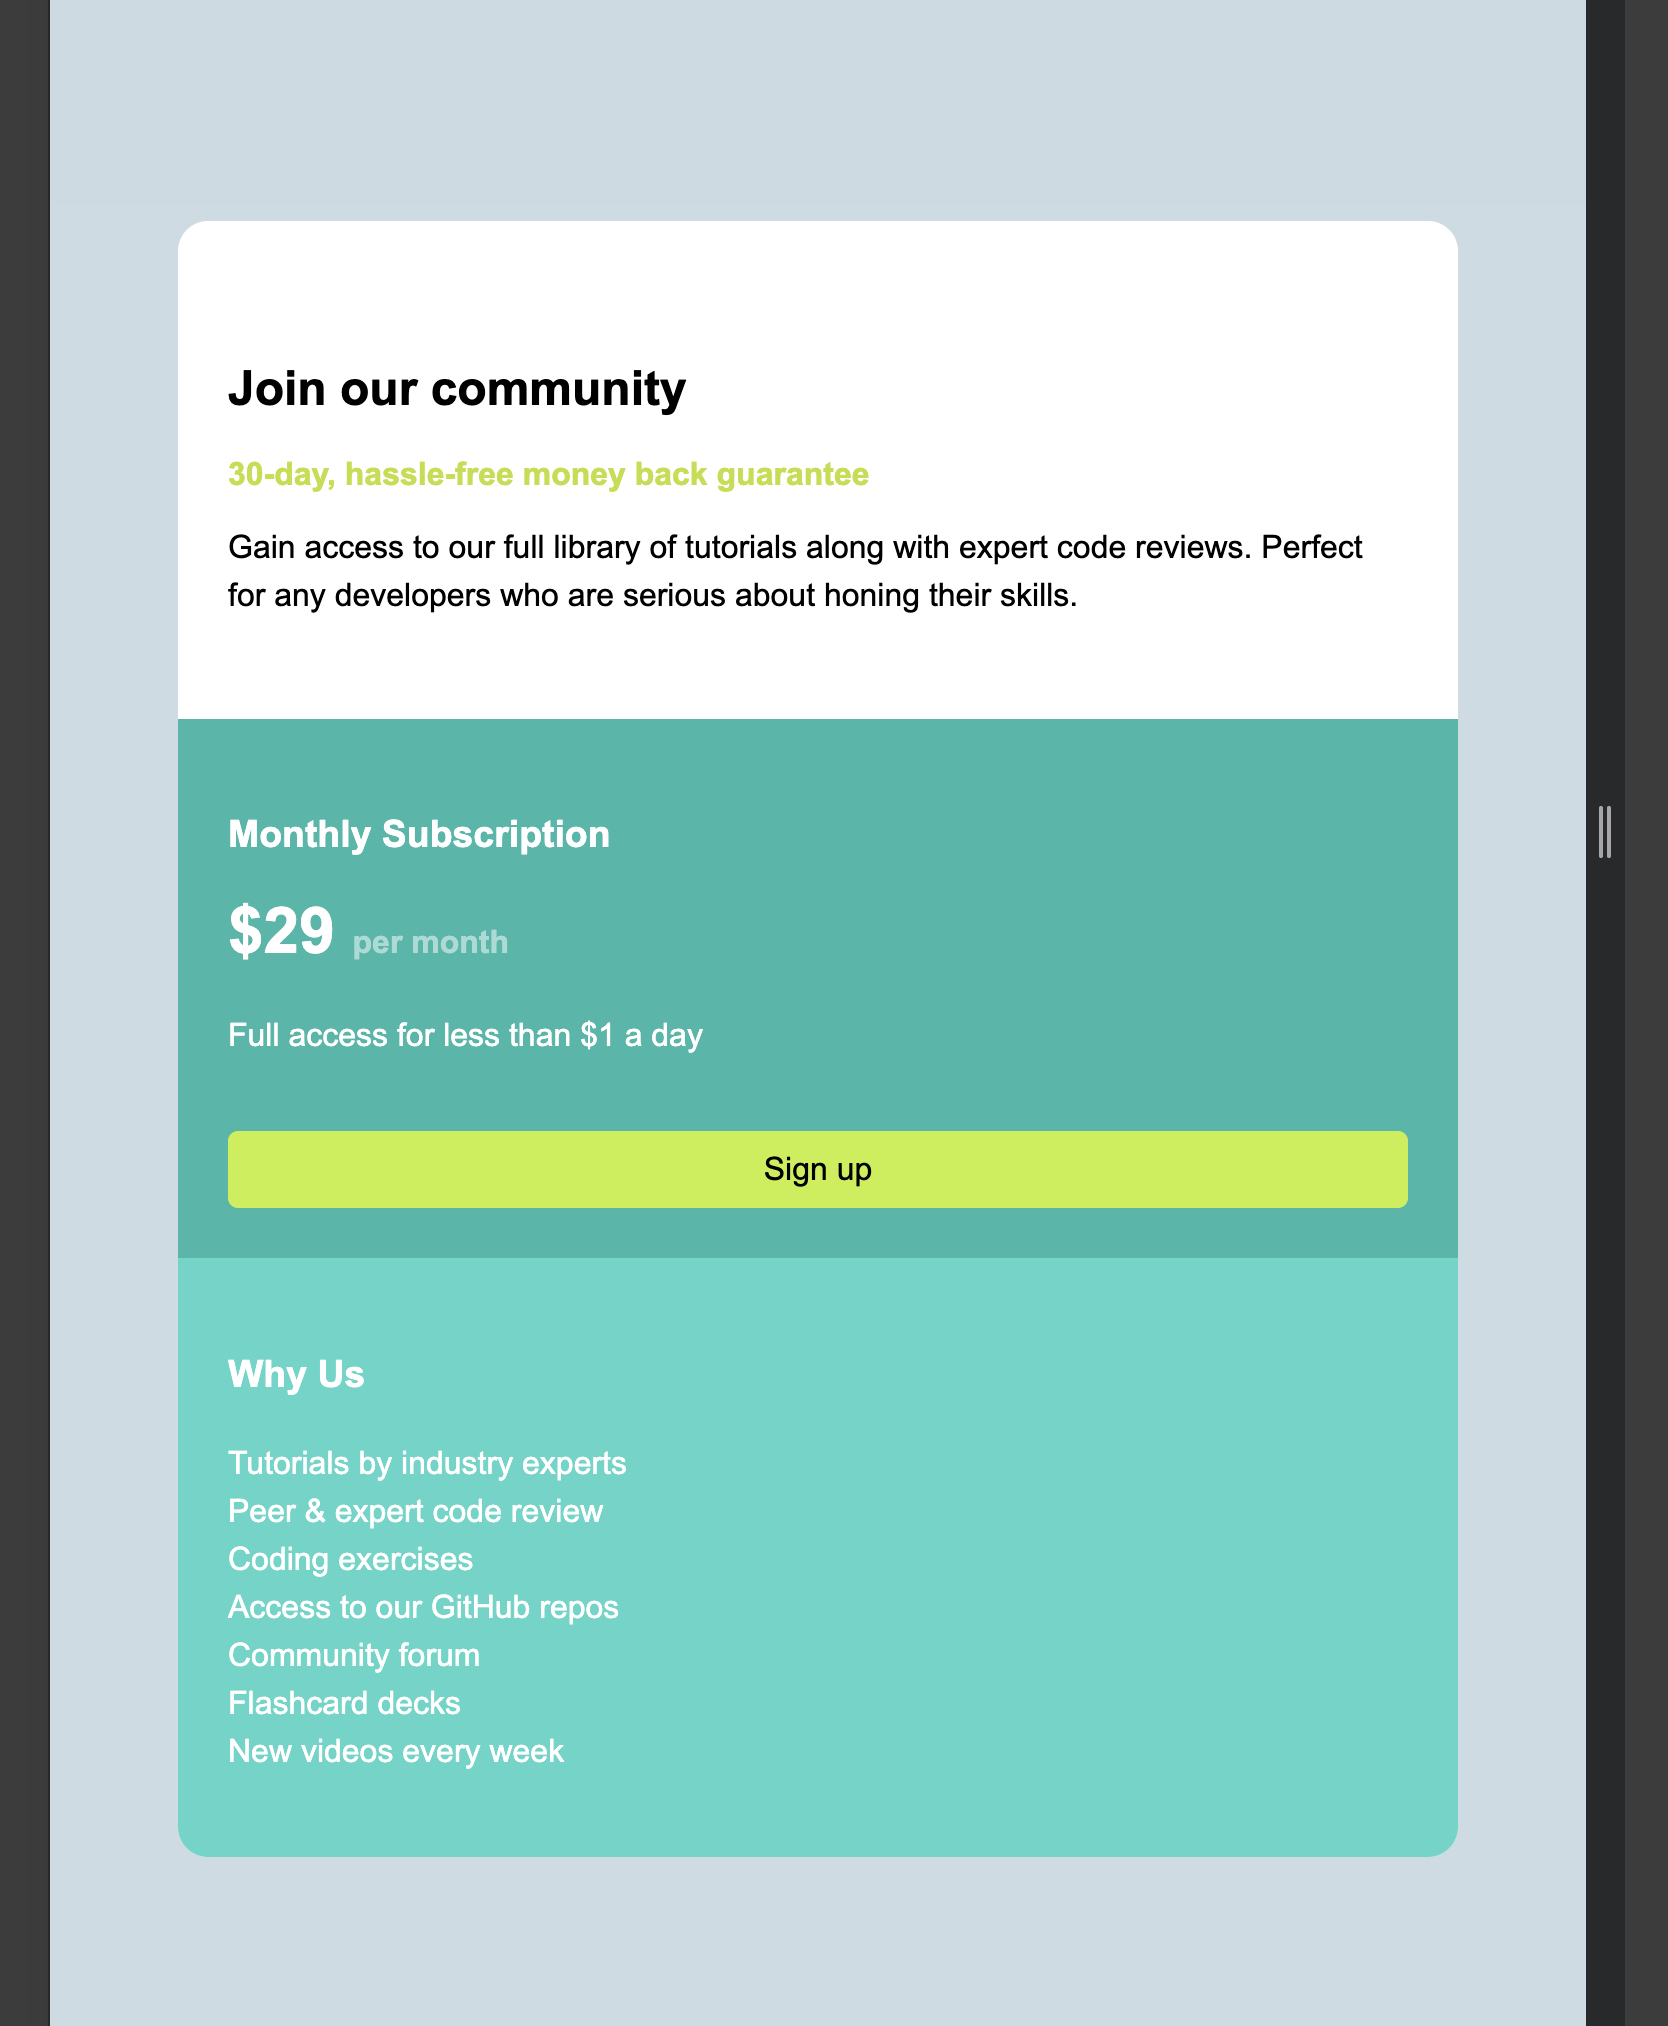 Join our community
30-day, hassle-free money back guarantee
Gain access to our full library of tutorials along with expert code reviews. Perfect
for any developers who are serious about honing their skills.
Monthly Subscription
$29 per month
Full access for less than $1 a day
Sign up
Why Us
Tutorials by industry experts
Peer & expert code review
Coding exercises
Access to our GitHub repos
Community forum
Flashcard decks
New videos every week